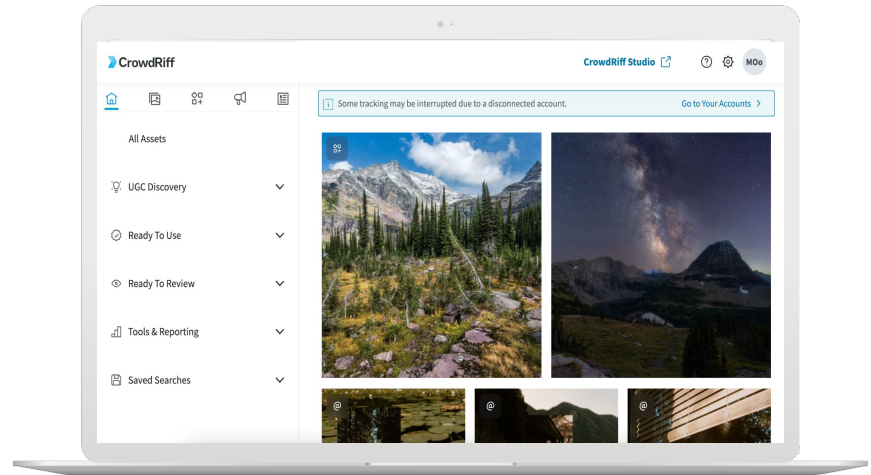 CrowdRiff
CrowdRiff Studio
MOo
Some tracking may be interrupted due to a disconnected account.
Go to Your Accounts
All Assets
UGC Discovery
Ready To Use
Ready To Review
Tools & Reporting
Saved Searches
@
@
@